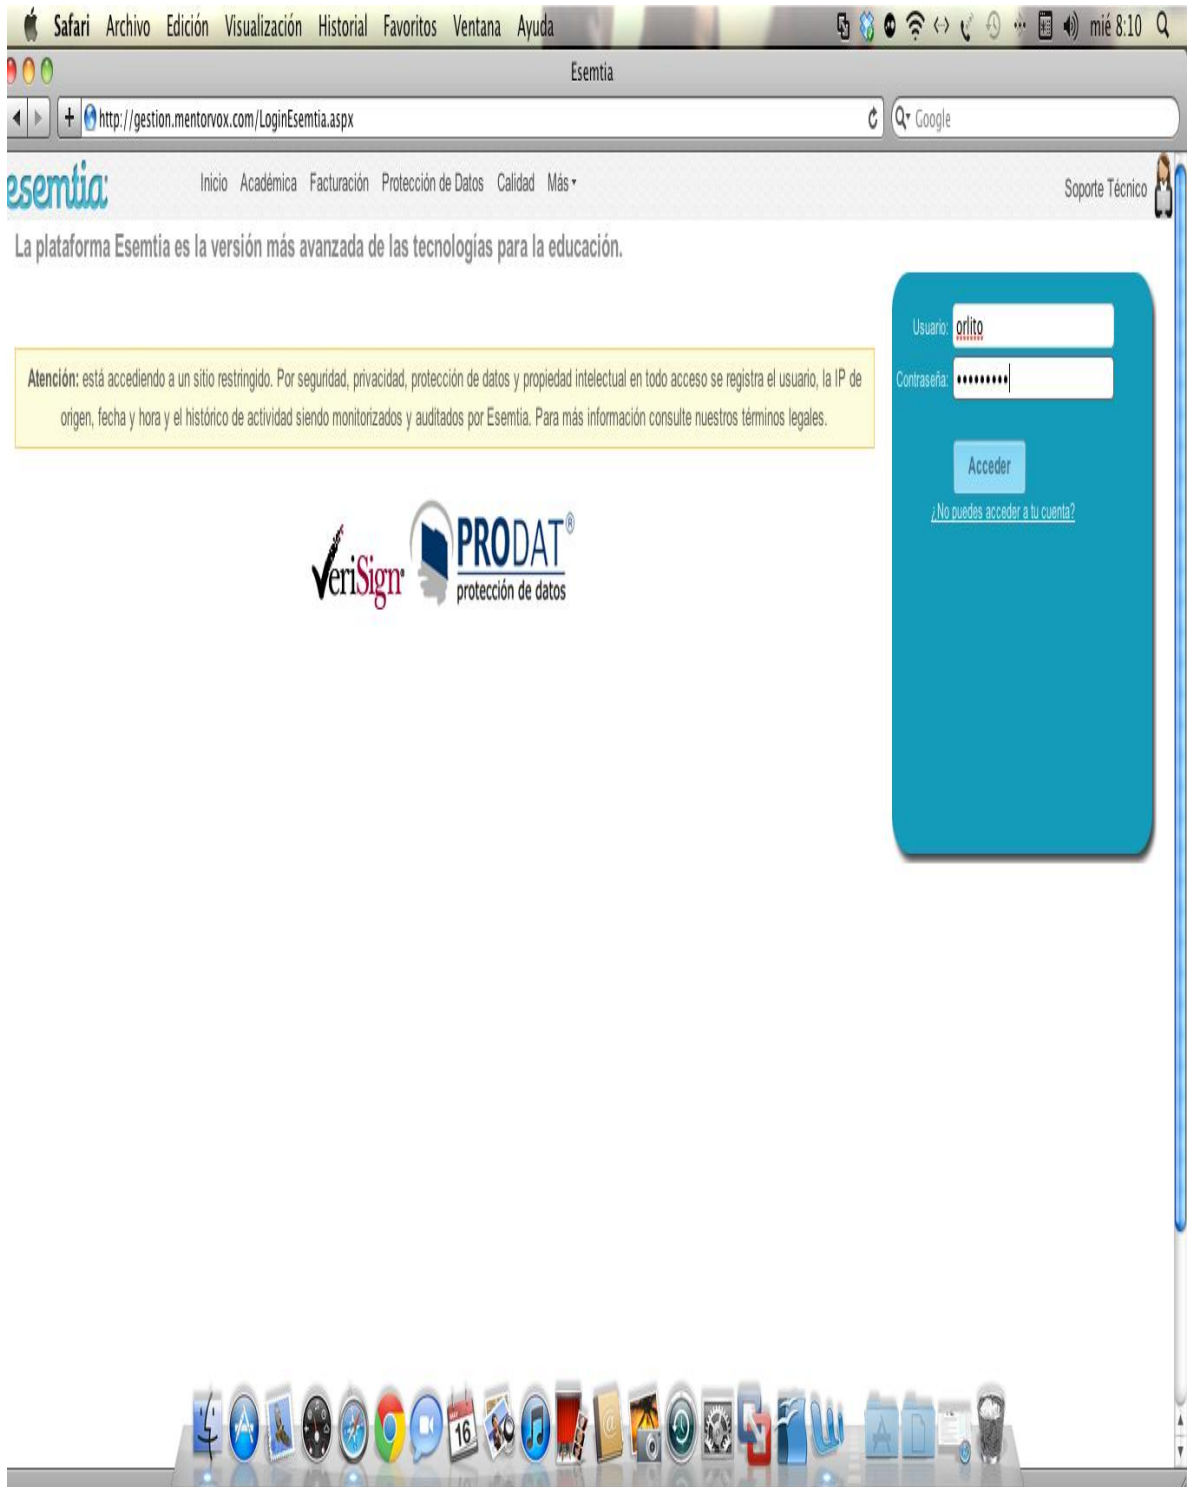 Safari Archivo Edición Visualización Historial Favoritos Ventana Ayuda mié 8:10
Esemtia
http://gestion.mentorvox.com/LoginEsemtia.aspx Google
esemtia: Inicio Académica Facturación Protección de Datos Calidad Más Soporte Técnico
La plataforma Esemtia es la versión más avanzada de las tecnologías para la educación.
Usuario: orlito
Contraseña: •••••••••
Acceder
¿No puedes acceder a tu cuenta?
Atención: está accediendo a un sitio restringido. Por seguridad, privacidad, protección de datos y propiedad intelectual en todo acceso se registra el usuario, la IP de
origen, fecha y hora y el histórico de actividad siendo monitorizados y auditados por Esemtia. Para más información consulte nuestros términos legales.
VeriSign PRODAT®
protección de datos
16